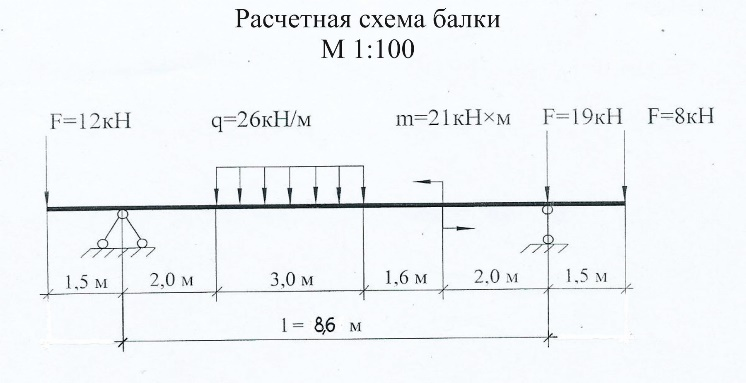 Расчетная схема балки
М 1:100
F=12кН q=26кН/м m=21кН×м F=19кН F=8кН
1,5 м 2,0 м 3,0 м 1,6 м 2,0 м 1,5 м
l = 8,6 м